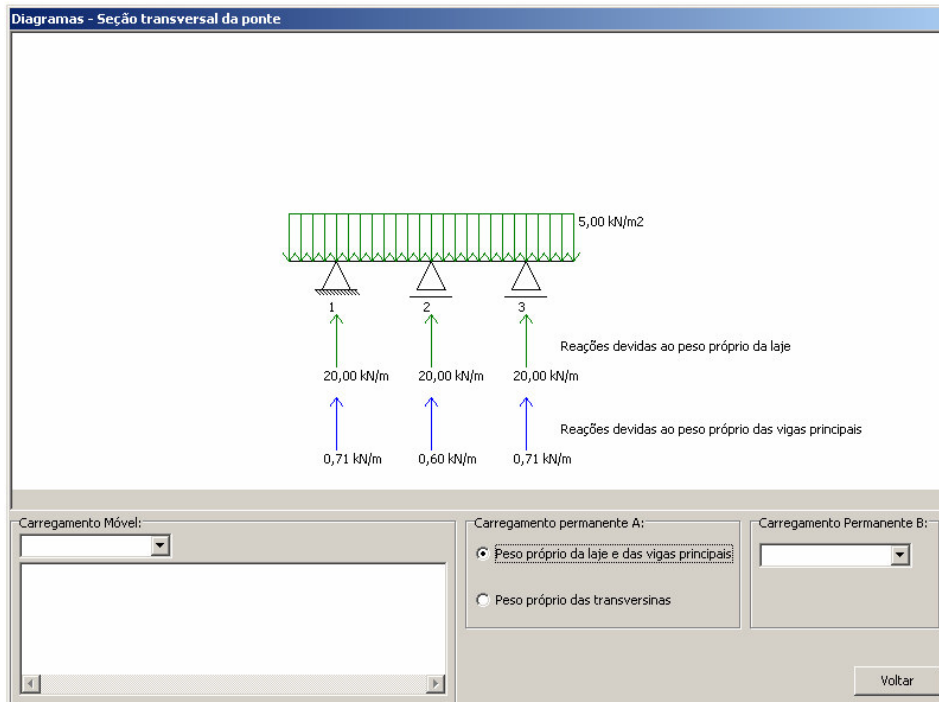 Diagramas - Seção transversal da ponte
5,00 kN/m2
1 2 3
Reações devidas ao peso próprio da laje
20,00 kN/m 20,00 kN/m 20,00 kN/m
Reações devidas ao peso próprio das vigas principais
0,71 kN/m 0,60 kN/m 0,71 kN/m
Carregamento Móvel:
Carregamento permanente A:
Peso próprio da laje e das vigas principais
Peso próprio das transversinas
Carregamento Permanente B:
Voltar